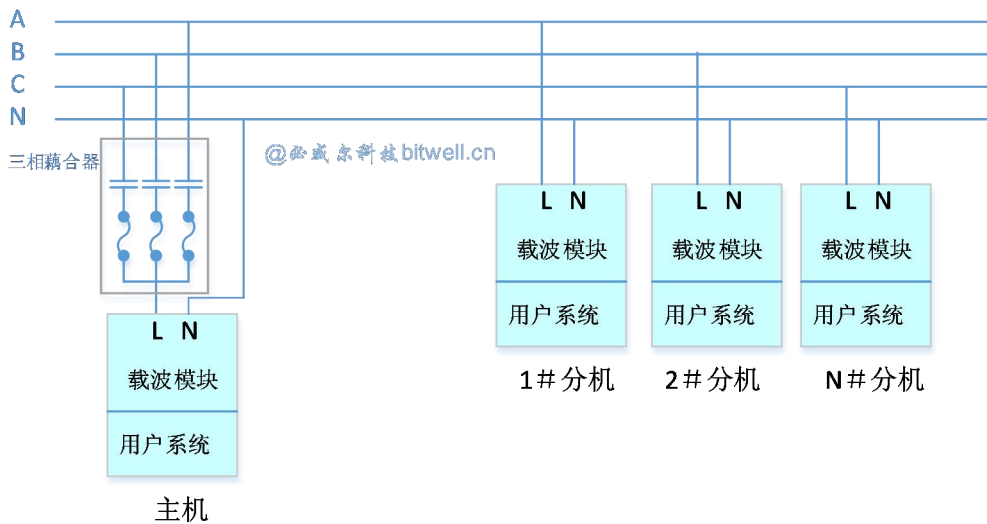 A
B
C
N
三相藕合器
@必威尔科技bitwell.cn
L N
载波模块
用户系统
1#分机
L N
载波模块
用户系统
2#分机
L N
载波模块
用户系统
N#分机
L N
载波模块
用户系统
主机